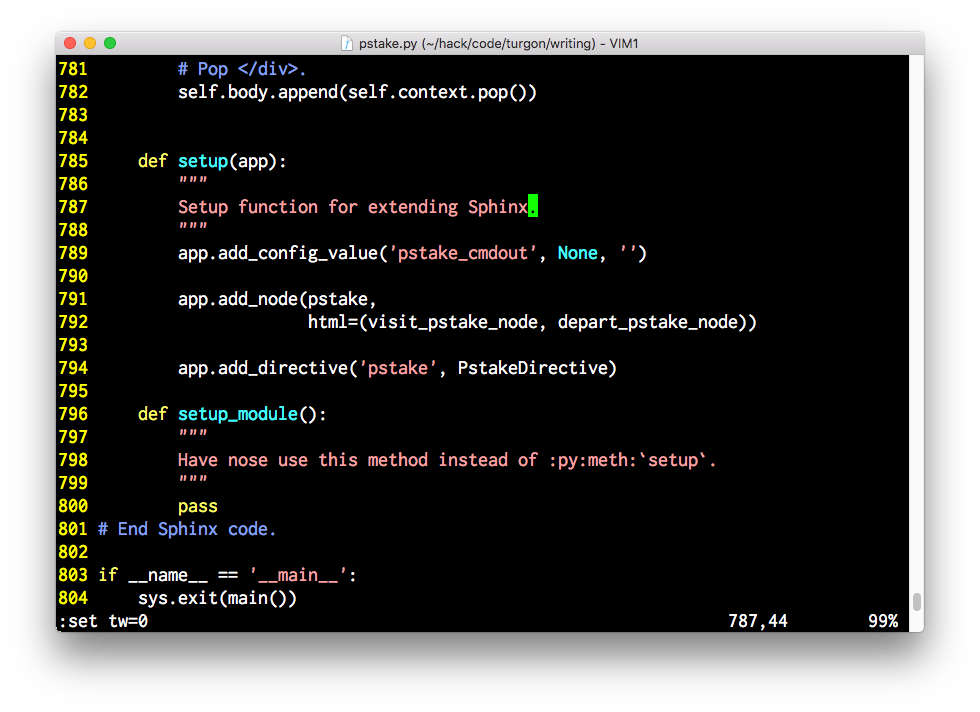 pstake.py (~/hack/code/turgon/writing) - VIM1
781         # Pop </div>.
782         self.body.append(self.context.pop())
783
784
785     def setup(app):
786         """
787         Setup function for extending Sphinx.
788         """
789         app.add_config_value('pstake_cmdout', None, '')
790
791         app.add_node(pstake,
792                      html=(visit_pstake_node, depart_pstake_node))
793
794         app.add_directive('pstake', PstakeDirective)
795
796     def setup_module():
797         """
798         Have nose use this method instead of :py:meth:`setup`.
799         """
800         pass
801 # End Sphinx code.
802
803 if __name__ == '__main__':
804     sys.exit(main())
:set tw=0 787,44 99%